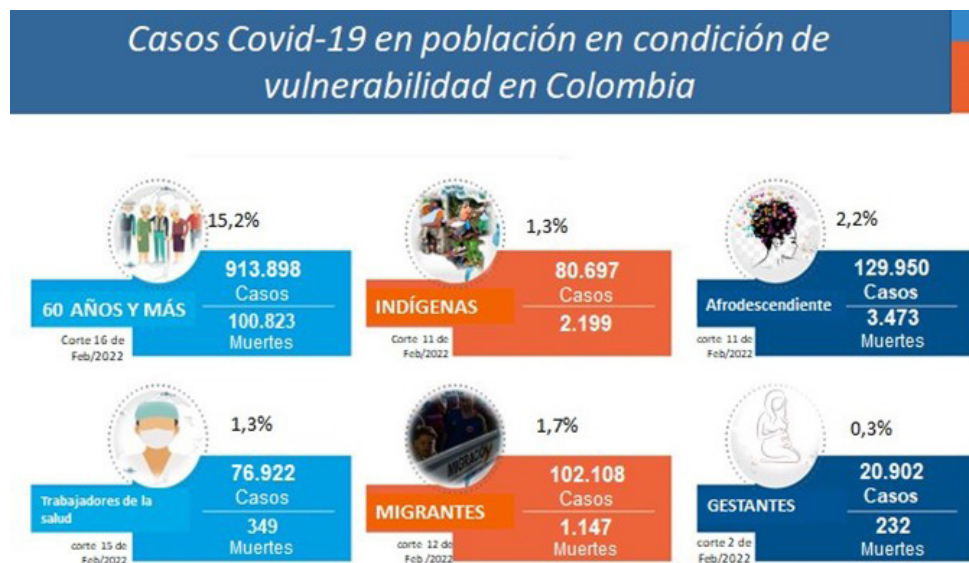 Casos Covid-19 en población en condición de
vulnerabilidad en Colombia
15,2%
913.898
Casos
60 AÑOS Y MÁS
100.823
Muertes
Corte 16 de
Feb/2022
1,3%
80.697
Casos
INDÍGENAS
2.199
Corte 11 de
Feb/2022
2,2%
129.950
Casos
Afrodescendiente
3.473
Muertes
corte 11 de
Feb/2022
1,3%
76.922
Casos
Trabajadores de la
salud
349
Muertes
corte 15 de
Feb/2022
MIGRACIÓN
1,7%
102.108
Casos
MIGRANTES
1.147
Muertes
corte 12 de
Feb /2022
0,3%
20.902
Casos
GESTANTES
232
Muertes
corte 2 de
Feb/2022